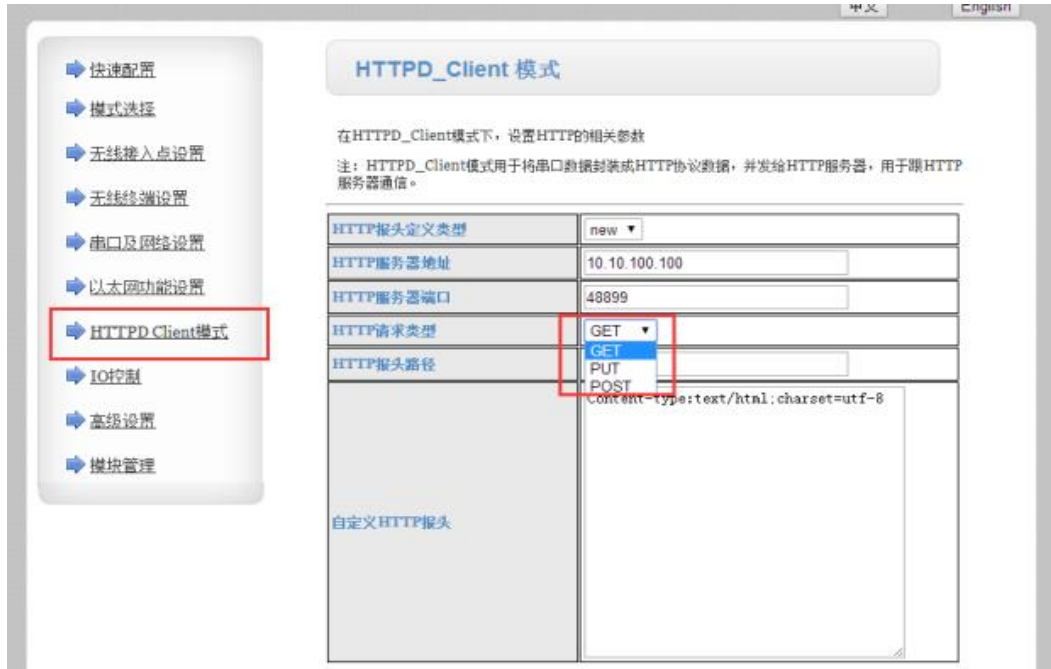 中文
English
快速配置
模式选择
无线接入点设置
无线终端设置
串口及网络设置
以太网功能设置
HTTPD Client模式
IO控制
高级设置
模块管理
HTTPD_Client 模式
在HTTPD_Client模式下，设置HTTP的相关参数
注：HTTPD_Client模式用于将串口数据封装成HTTP协议数据，并发给HTTP服务器，用于跟HTTP
服务器通信。
HTTP报头定义类型
new
HTTP服务器地址
10.10.100.100
HTTP服务器端口
48899
HTTP请求类型
GET
GET
PUT
POST
HTTP报头路径
Content-type:text/html;charset=utf-8
自定义HTTP报头